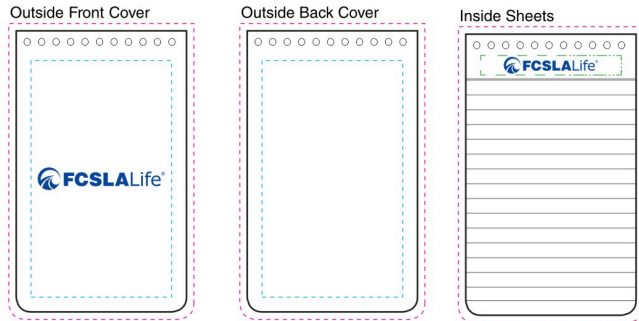 Outside Front Cover
Outside Back Cover
Inside Sheets
FCSLALife®
FCSLALife®